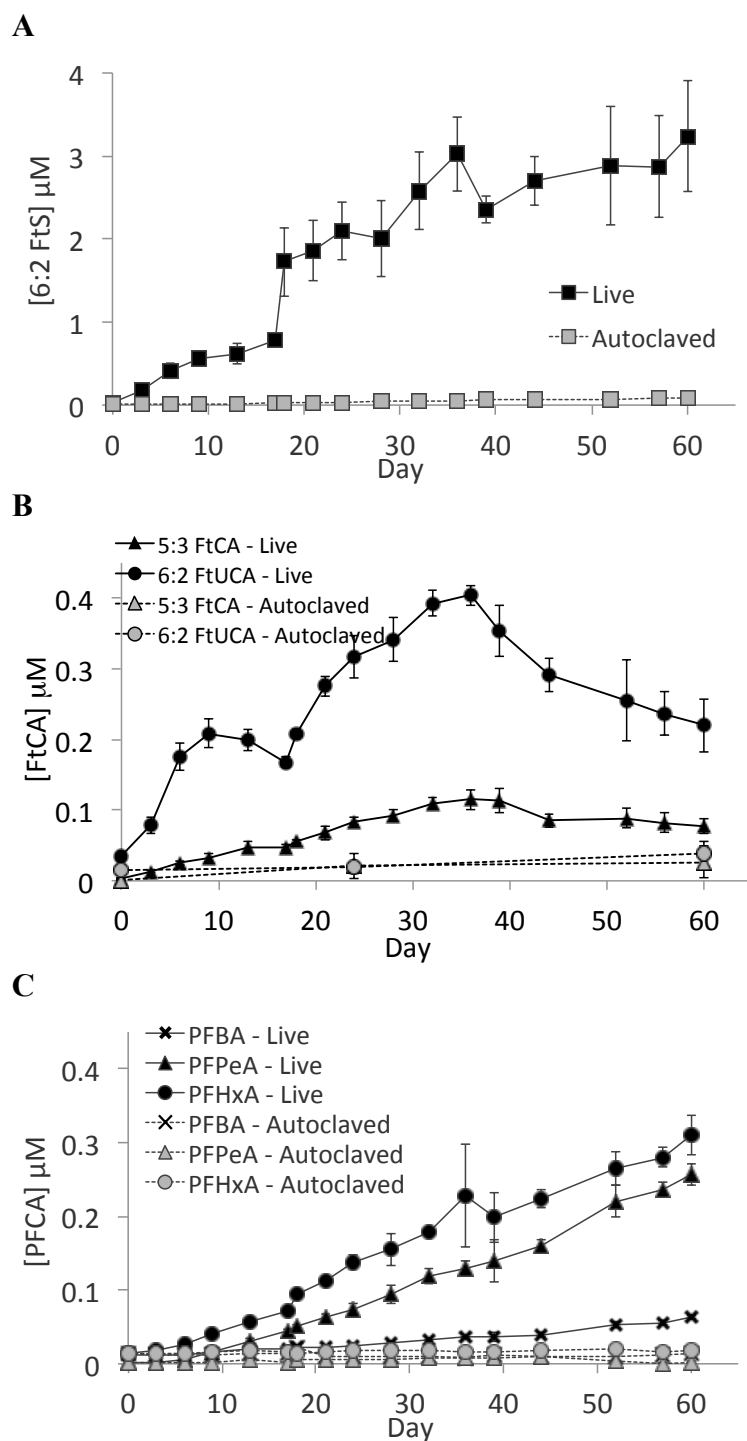 A
[6:2 FtS] µM
4
3
2
1
0
Live
Autoclaved
0 10 20 30 40 50 60
Day
B
[FtCA] µM
5:3 FtCA - Live
6:2 FtUCA - Live
5:3 FtCA - Autoclaved
6:2 FtUCA - Autoclaved
0.4
0.3
0.2
0.1
0
0 10 20 30 40 50 60
Day
C
[PFCA] µM
PFBA - Live
PFPeA - Live
PFHxA - Live
PFBA - Autoclaved
PFPeA - Autoclaved
PFHxA - Autoclaved
0.4
0.3
0.2
0.1
0
0 10 20 30 40 50 60
Day